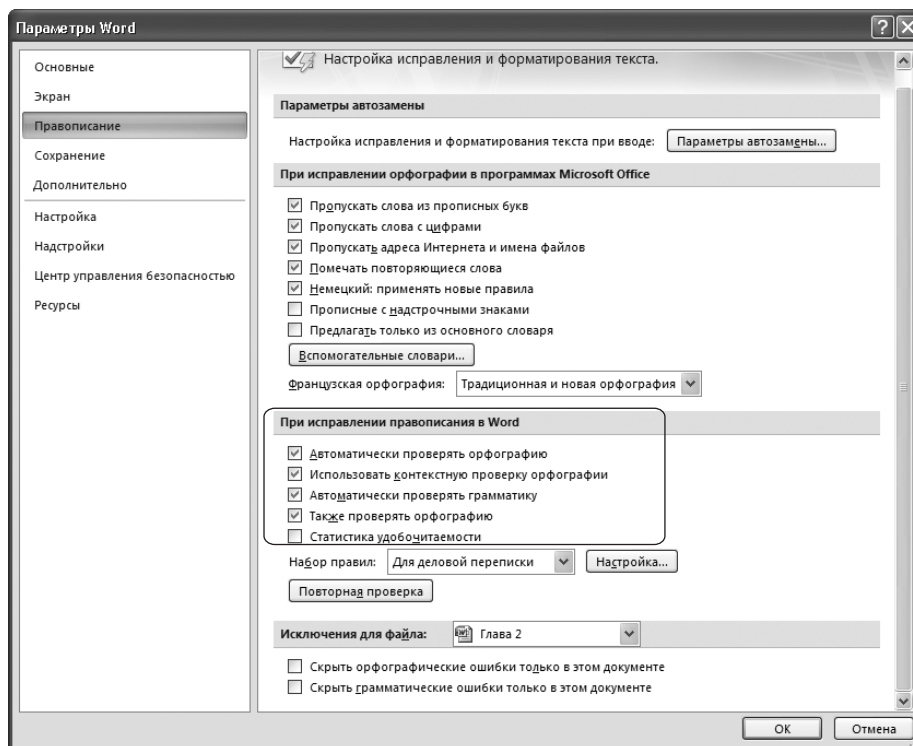 Параметры Word
Основные
Экран
Правописание
Сохранение
Дополнительно
Настройка
Надстройки
Центр управления безопасностью
Ресурсы
Настройка исправления и форматирования текста.
Параметры автозамены
Настройка исправления и форматирования текста при вводе: Параметры автозамены...
При исправлении орфографии в программах Microsoft Office
Пропускать слова из прописных букв
Пропускать слова с цифрами
Пропускать адреса Интернета и имена файлов
Помечать повторяющиеся слова
Немецкий: применять новые правила
Прописные с надстрочными знаками
Предлагать только из основного словаря
Вспомогательные словари...
Французская орфография: Традиционная и новая орфография
При исправлении правописания в Word
Автоматически проверять орфографию
Использовать контекстную проверку орфографии
Автоматически проверять грамматику
Также проверять орфографию
Статистика удобочитаемости
Набор правил: Для деловой переписки Настройка...
Повторная проверка
Исключения для файла: Глава 2
Скрыть орфографические ошибки только в этом документе
Скрыть грамматические ошибки только в этом документе
ОК Отмена